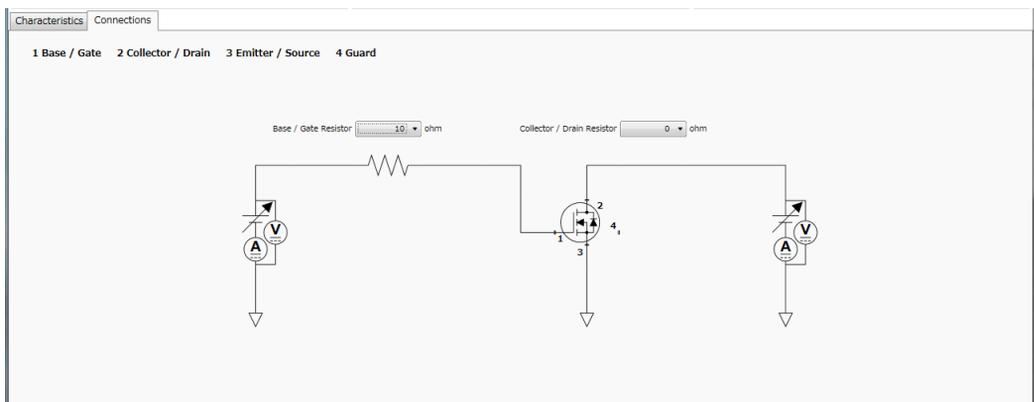 Characteristics Connections
1 Base / Gate 2 Collector / Drain 3 Emitter / Source 4 Guard
Base / Gate Resistor 10 ohm Collector / Drain Resistor 0 ohm
2
V V
4
1
A A
3